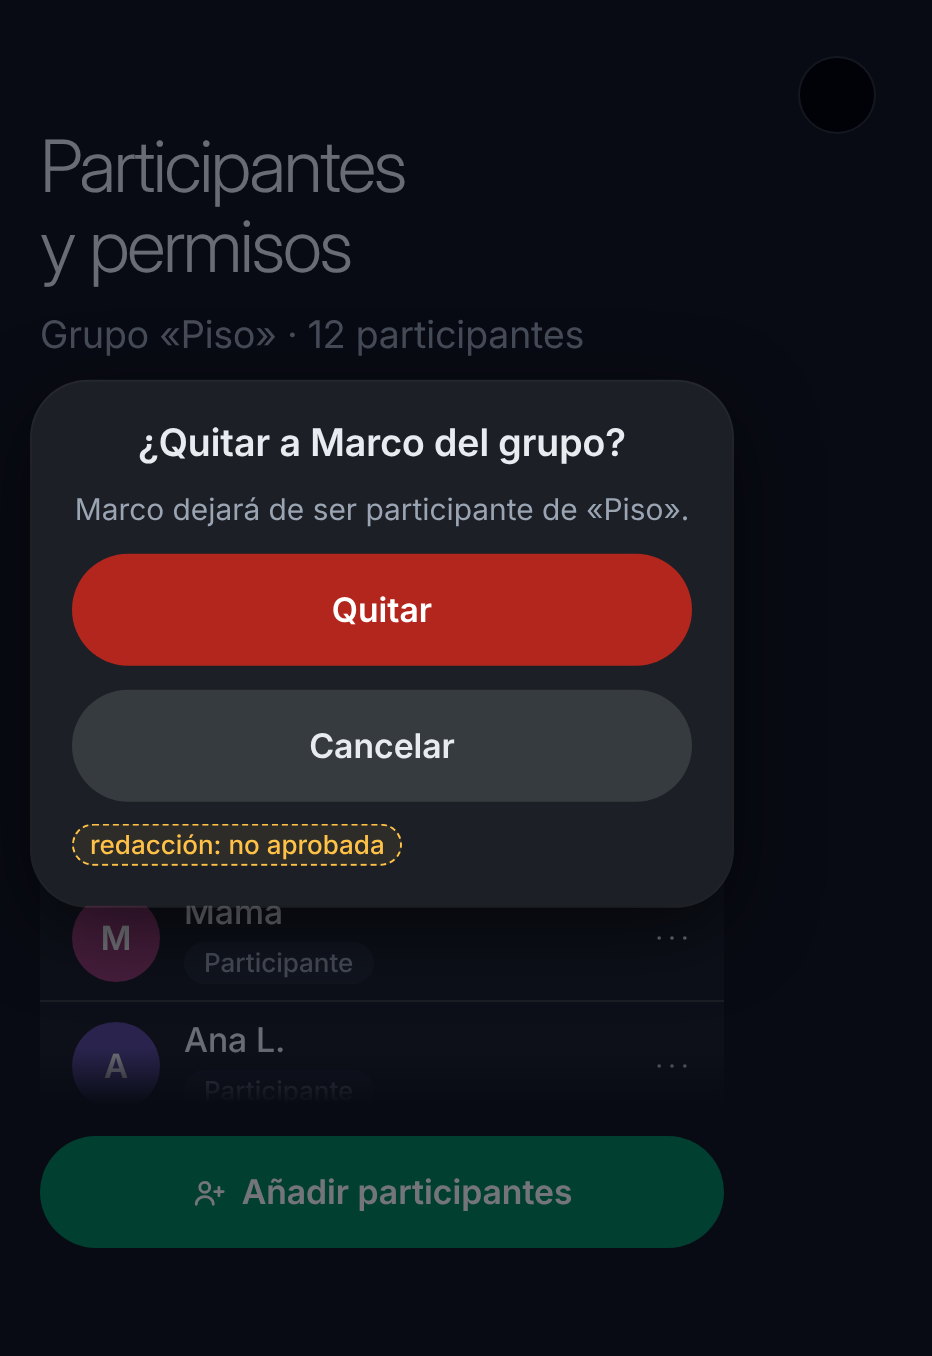 Participantes
y permisos
Grupo «Piso» · 12 participantes
¿Quitar a Marco del grupo?
Marco dejará de ser participante de «Piso».
Quitar
Cancelar
redacción: no aprobada
Mamá
M
Participante
Ana L.
A
Participante
Añadir participantes